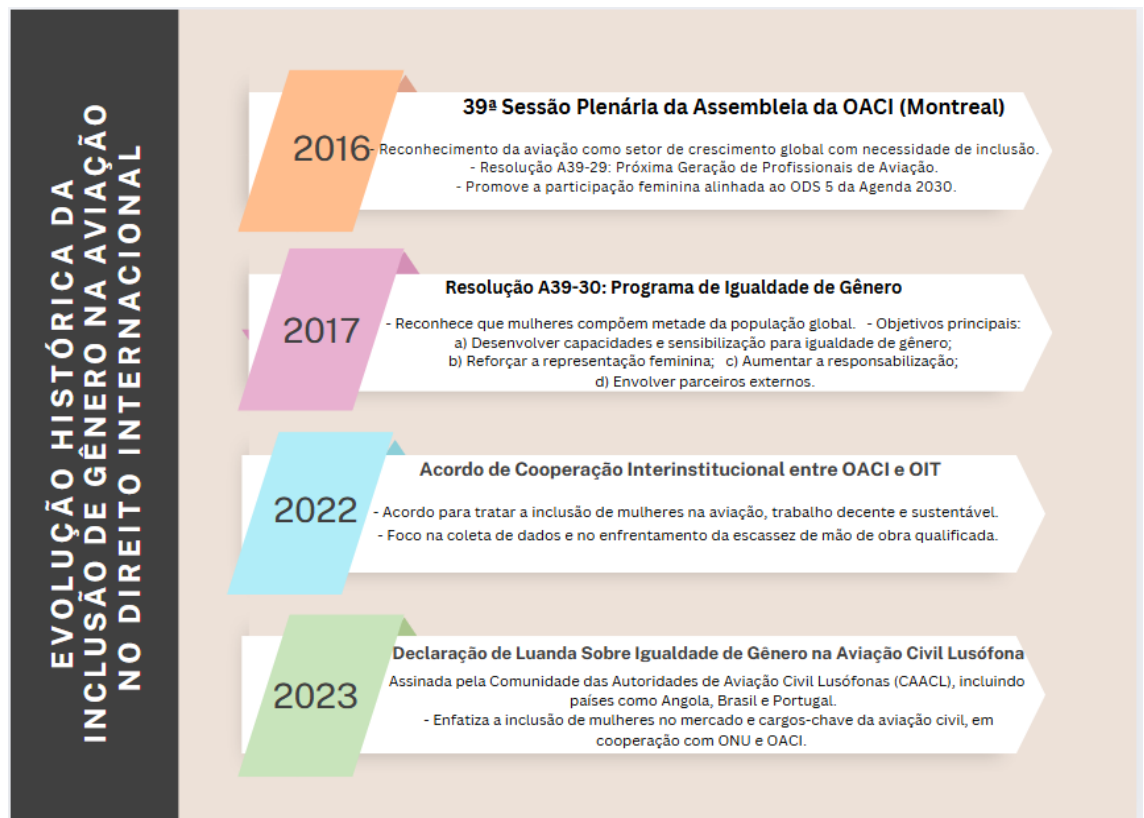 EVOLUÇÃO HISTÓRICA DA
INCLUSÃO DE GÊNERO NA AVIAÇÃO
NO DIREITO INTERNACIONAL
2016
39ª Sessão Plenária da Assembleia da OACI (Montreal)
- Reconhecimento da aviação como setor de crescimento global com necessidade de inclusão.
- Resolução A39-29: Próxima Geração de Profissionais de Aviação.
- Promove a participação feminina alinhada ao ODS 5 da Agenda 2030.
2017
Resolução A39-30: Programa de Igualdade de Gênero
- Reconhece que mulheres compõem metade da população global. - Objetivos principais:
a) Desenvolver capacidades e sensibilização para igualdade de gênero;
b) Reforçar a representação feminina; c) Aumentar a responsabilização;
d) Envolver parceiros externos.
2022
Acordo de Cooperação Interinstitucional entre OACI e OIT
- Acordo para tratar a inclusão de mulheres na aviação, trabalho decente e sustentável.
- Foco na coleta de dados e no enfrentamento da escassez de mão de obra qualificada.
2023
Declaração de Luanda Sobre Igualdade de Gênero na Aviação Civil Lusófona
Assinada pela Comunidade das Autoridades de Aviação Civil Lusófonas (CAACL), incluindo
países como Angola, Brasil e Portugal.
- Enfatiza a inclusão de mulheres no mercado e cargos-chave da aviação civil, em
cooperação com ONU e OACI.